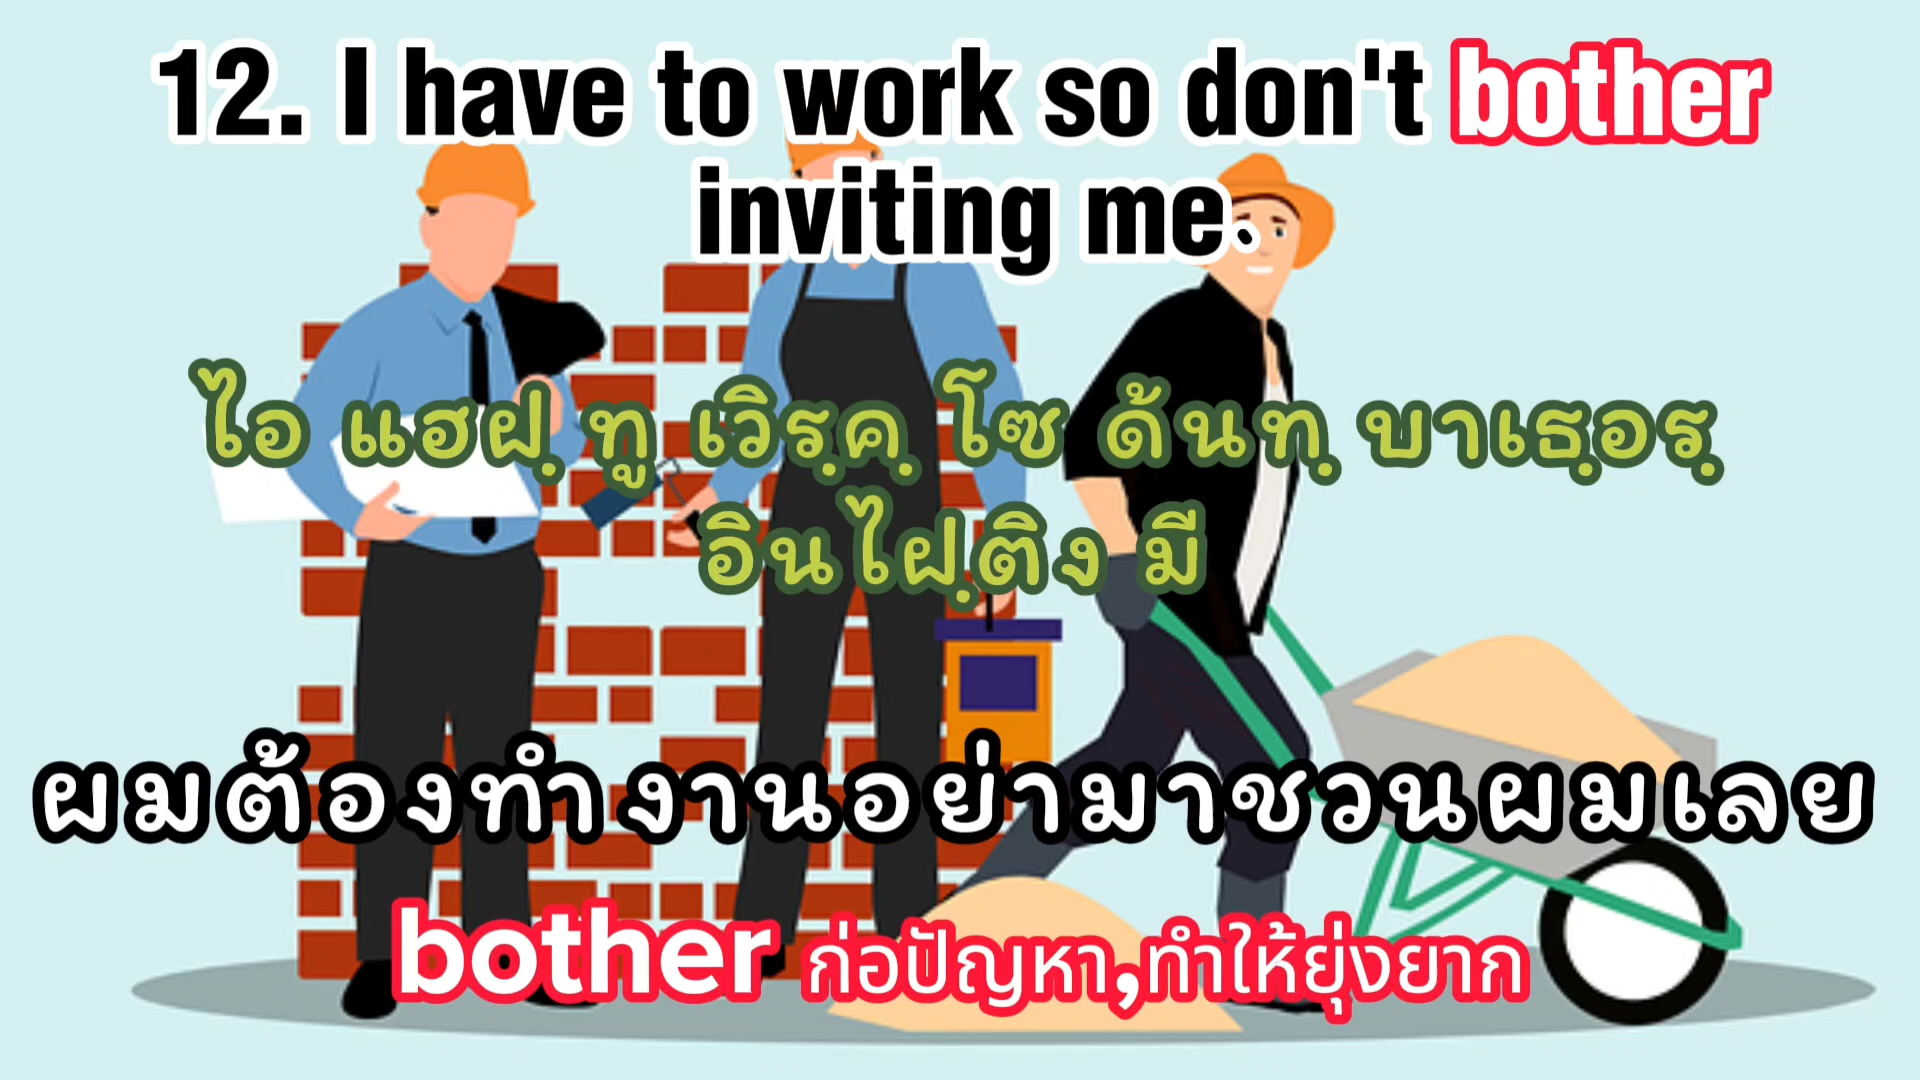 12. I have to work so don't bother
inviting me.
ไอ แฮฝฺ ทู เวิรฺคฺ โซ ด้นทฺ บาเธฺอรฺ
อินไฝฺติง มี
ผมต้องทำงานอย่ามาชวนผมเลย
bother ก่อปัญหา,ทำให้ยุ่งยาก